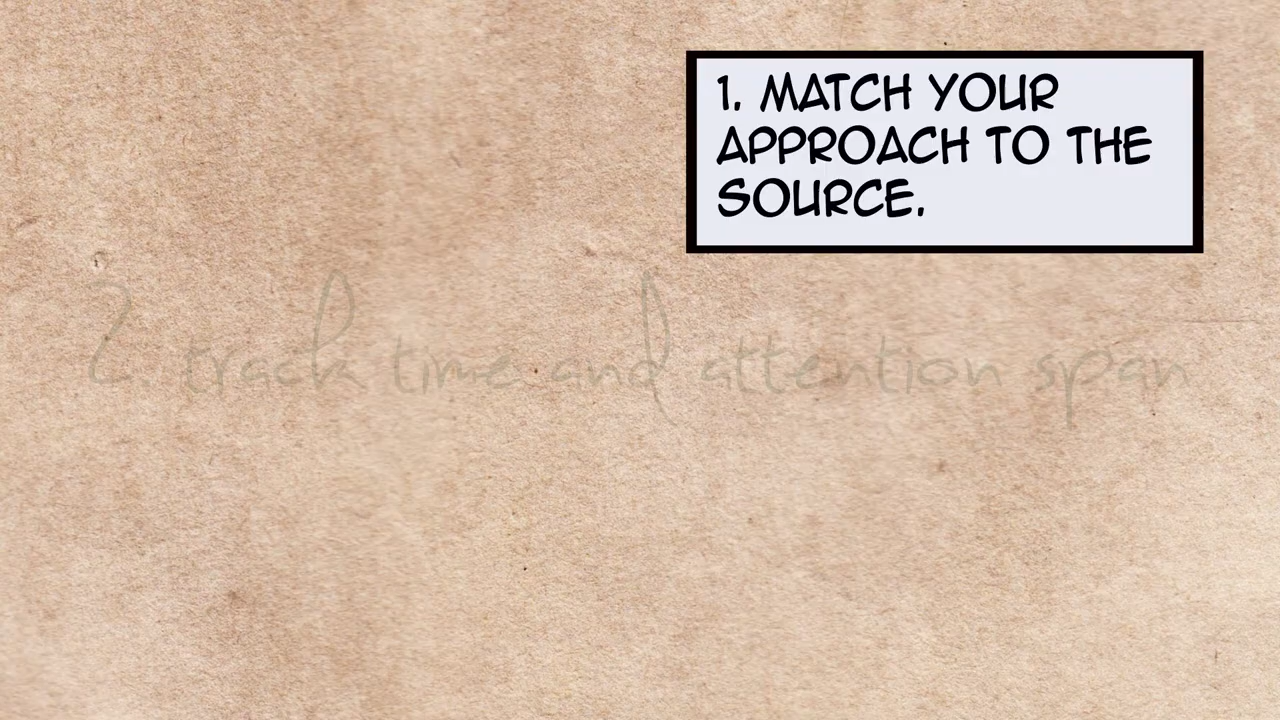 1. MATCH YOUR
APPROACH TO THE
SOURCE.
2. track time and attention span